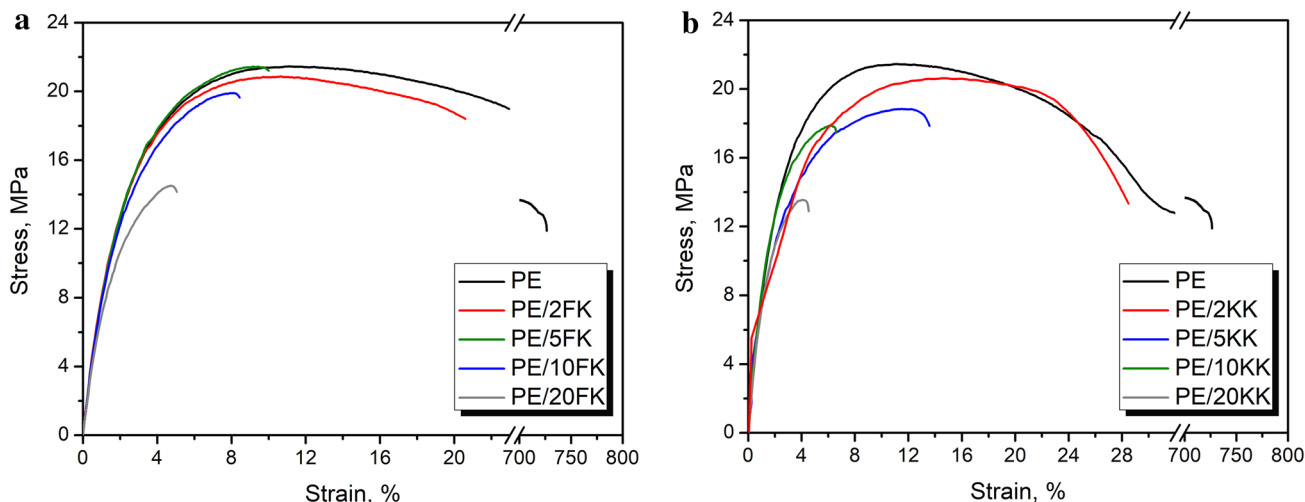 a
24
20
16
12
8
4
0
Stress, MPa
PE
PE/2FK
PE/5FK
PE/10FK
PE/20FK
0 4 8 12 16 20 700 750 800
Strain, %
b
24
20
16
12
8
4
0
Stress, MPa
PE
PE/2KK
PE/5KK
PE/10KK
PE/20KK
0 4 8 12 16 20 24 28 700 750 800
Strain, %